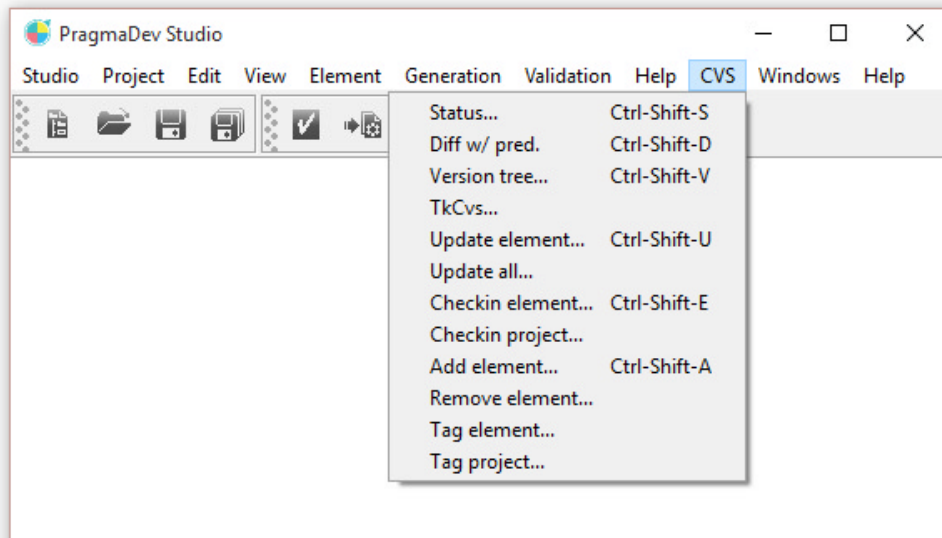 PragmaDev Studio
Studio Project Edit View Element Generation Validation Help CVS Windows Help
Status... Ctrl-Shift-S
Diff w/ pred. Ctrl-Shift-D
Version tree... Ctrl-Shift-V
TkCvs...
Update element... Ctrl-Shift-U
Update all...
Checkin element... Ctrl-Shift-E
Checkin project...
Add element... Ctrl-Shift-A
Remove element...
Tag element...
Tag project...